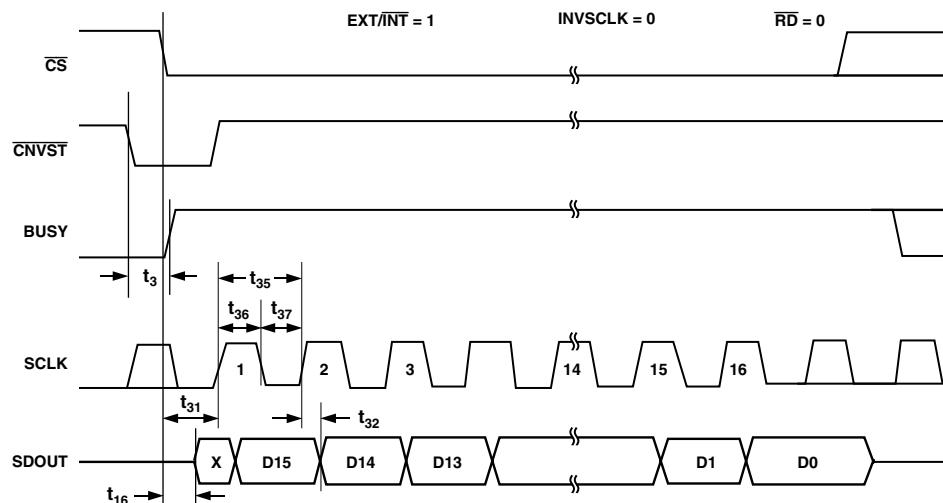 EXT/INT = 1 INVSCLK = 0 RD = 0
CS
CNVST
BUSY
t3
t35
t36 t37
SCLK 1 2 3 14 15 16
t31
t32
SDOUT X D15 D14 D13 D1 D0
t16